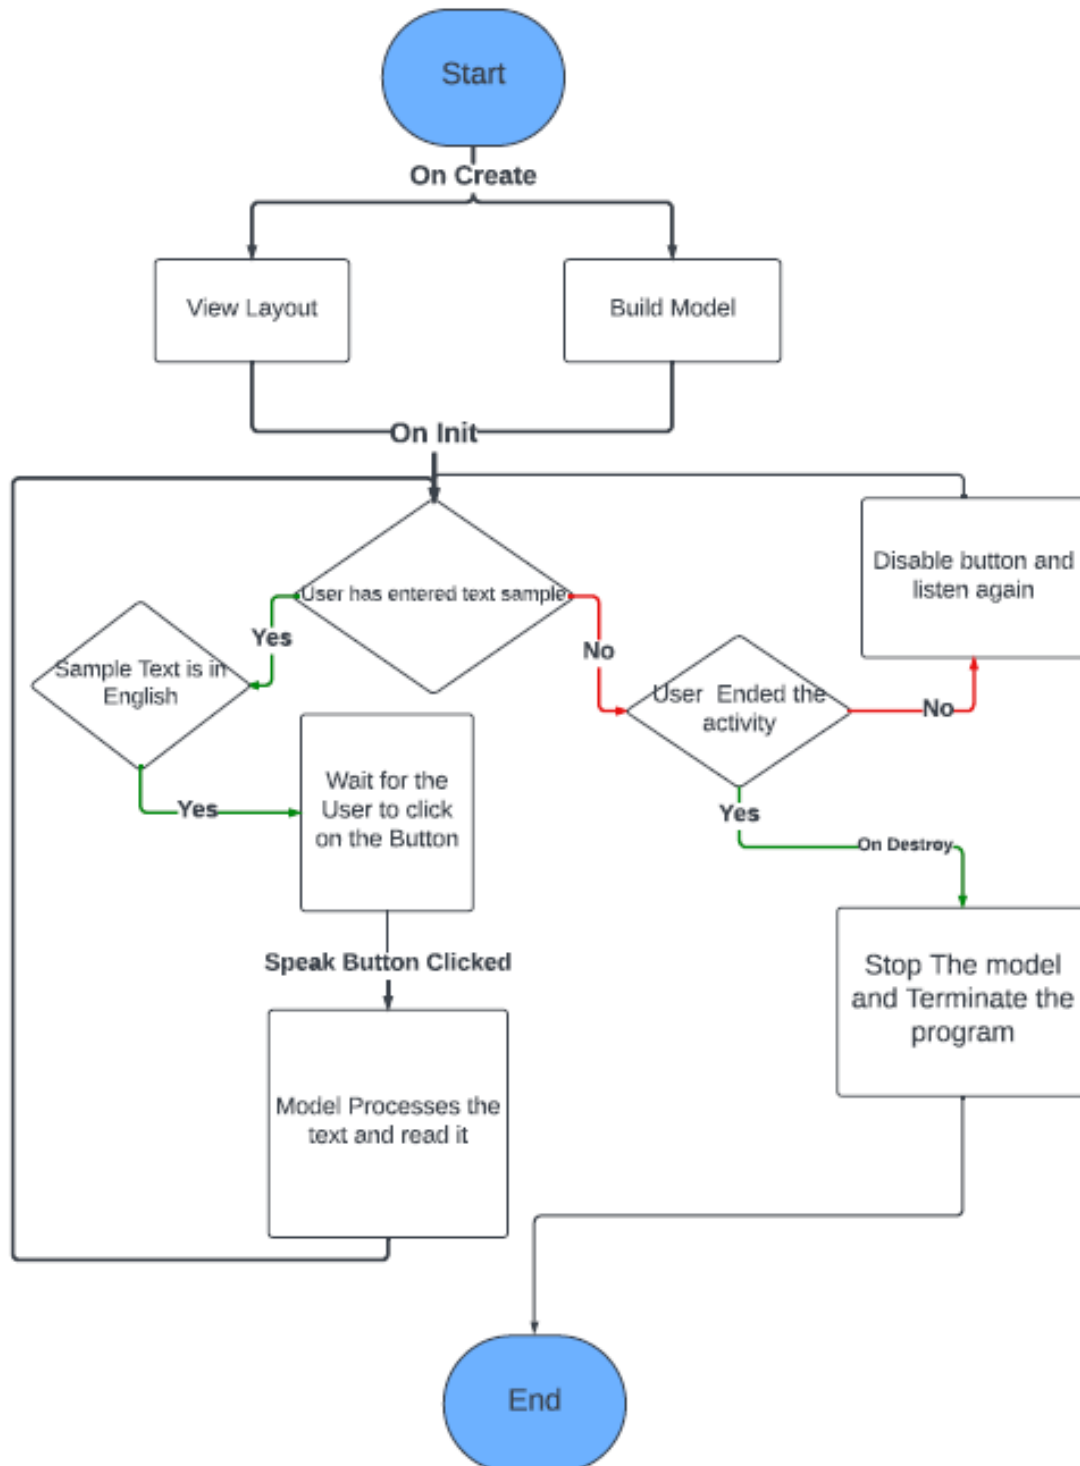 Start
On Create
View Layout
Build Model
On Init
Disable button and
listen again
User has entered text sample
Yes
No
Sample Text is in
English
User  Ended the
activity
No
Yes
Wait for the
User to click
on the Button
Yes
On Destroy
Speak Button Clicked
Stop The model
and Terminate the
program
Model Processes the
text and read it
End